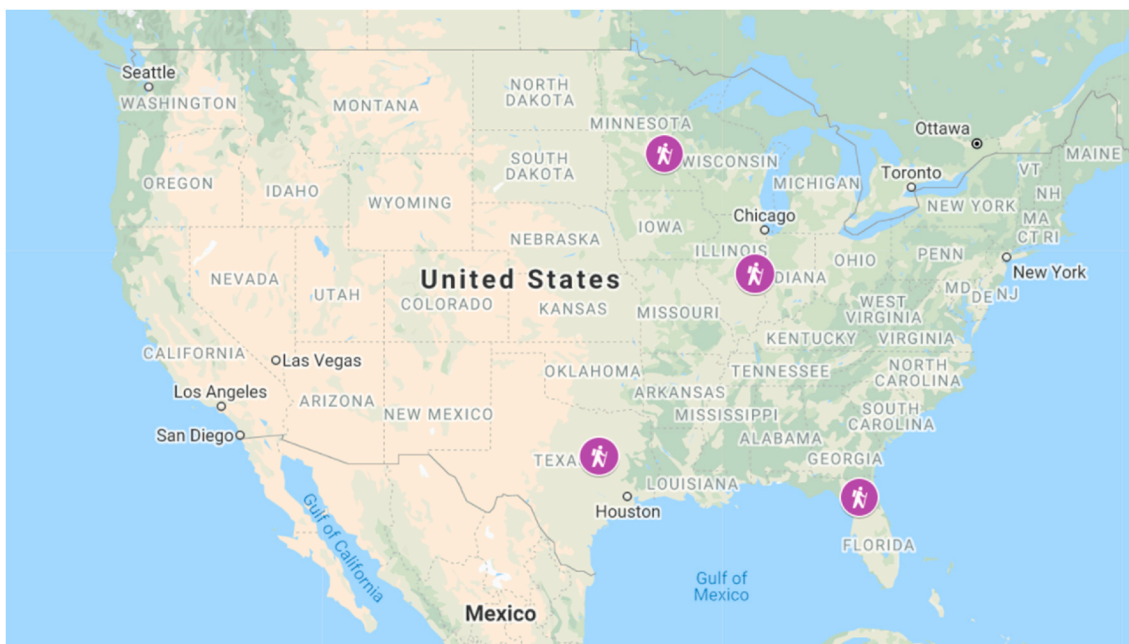 Seattle
WASHINGTON
MONTANA
NORTH
DAKOTA
MINNESOTA
Ottawa
MAINE
OREGON
IDAHO
WYOMING
SOUTH
DAKOTA
WISCONSIN
MICHIGAN
Toronto
VT
NH
NEW YORK
MA
CT RI
NEVADA
UTAH
COLORADO
NEBRASKA
IOWA
Chicago
ILLINOIS
DIANA
OHIO
PENN
New York
MD
DE
NJ
United States
KANSAS
MISSOURI
WEST
VIRGINIA
KENTUCKY
VIRGINIA
CALIFORNIA
Las Vegas
Los Angeles
ARIZONA
NEW MEXICO
OKLAHOMA
ARKANSAS
TENNESSEE
NORTH
CAROLINA
San Diego
MISSISSIPPI
ALABAMA
SOUTH
CAROLINA
GEORGIA
TEXA
LOUISIANA
Houston
FLORIDA
Gulf of California
Gulf of
Mexico
Mexico